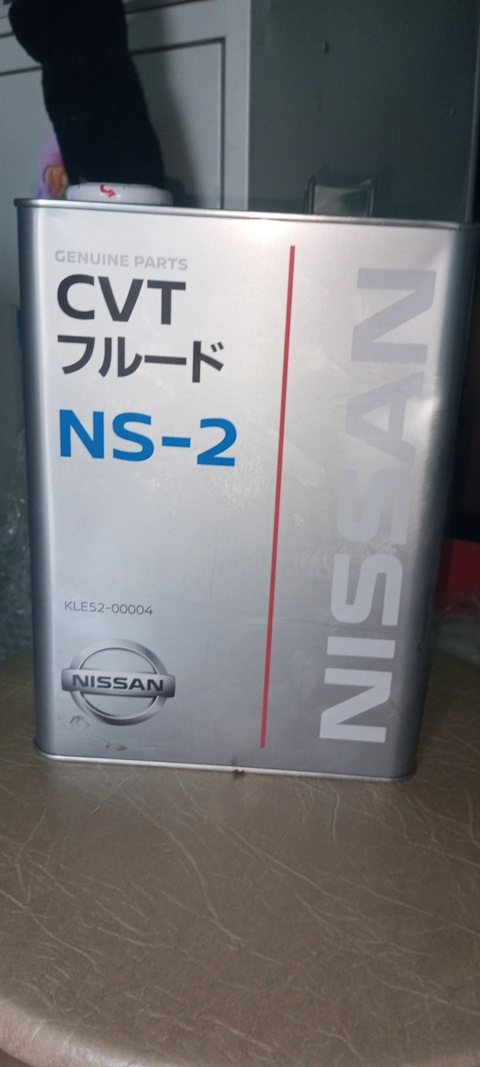 GENUINE PARTS
CVT
フルード
NS-2
KLE52-00004
NISSAN
NISSAN